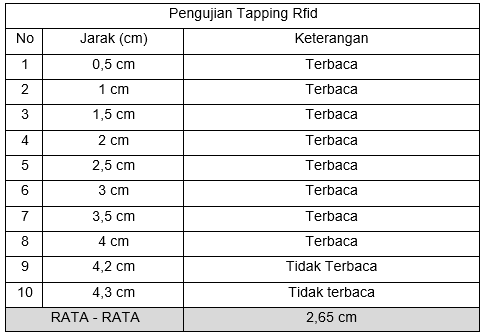 Pengujian Tapping Rfid
No Jarak (cm) Keterangan
1 0,5 cm Terbaca
2 1 cm Terbaca
3 1,5 cm Terbaca
4 2 cm Terbaca
5 2,5 cm Terbaca
6 3 cm Terbaca
7 3,5 cm Terbaca
8 4 cm Terbaca
9 4,2 cm Tidak Terbaca
10 4,3 cm Tidak terbaca
RATA - RATA 2,65 cm